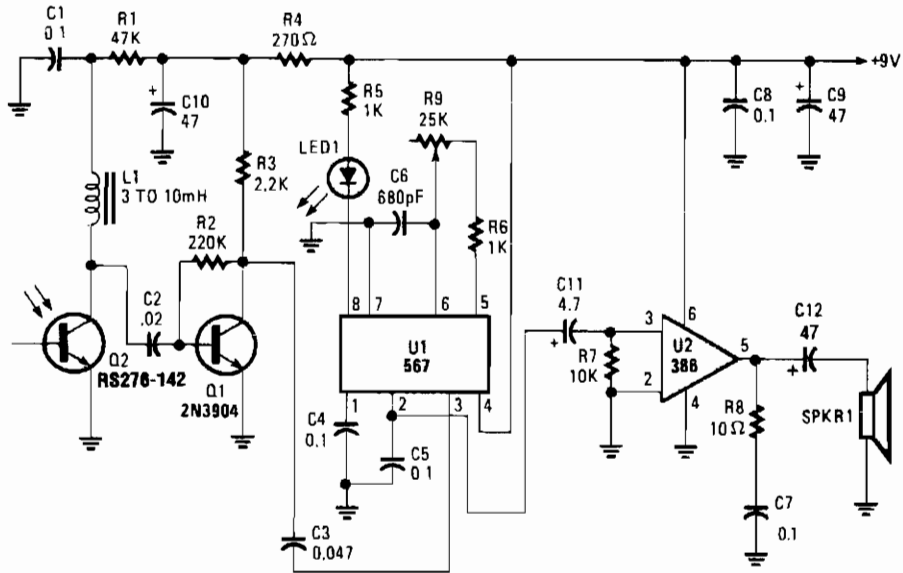 C1
0.1
R1
47K
R4
270Ω
+9V
+
C10
47
R5
1K
R9
25K
C8
0.1
+
C9
47
LED1
R3
2.2K
C6
680pF
L1
3 TO 10mH
R2
220K
R6
1K
C2
.02
Q2
RS276-142
Q1
2N3904
8
7
6
5
U1
567
1
2
3
4
C4
0.1
C5
0.1
C3
0.047
C11
4.7
+
R7
10K
3
2
6
U2
386
5
4
C12
47
+
R8
10Ω
SPKR1
C7
0.1